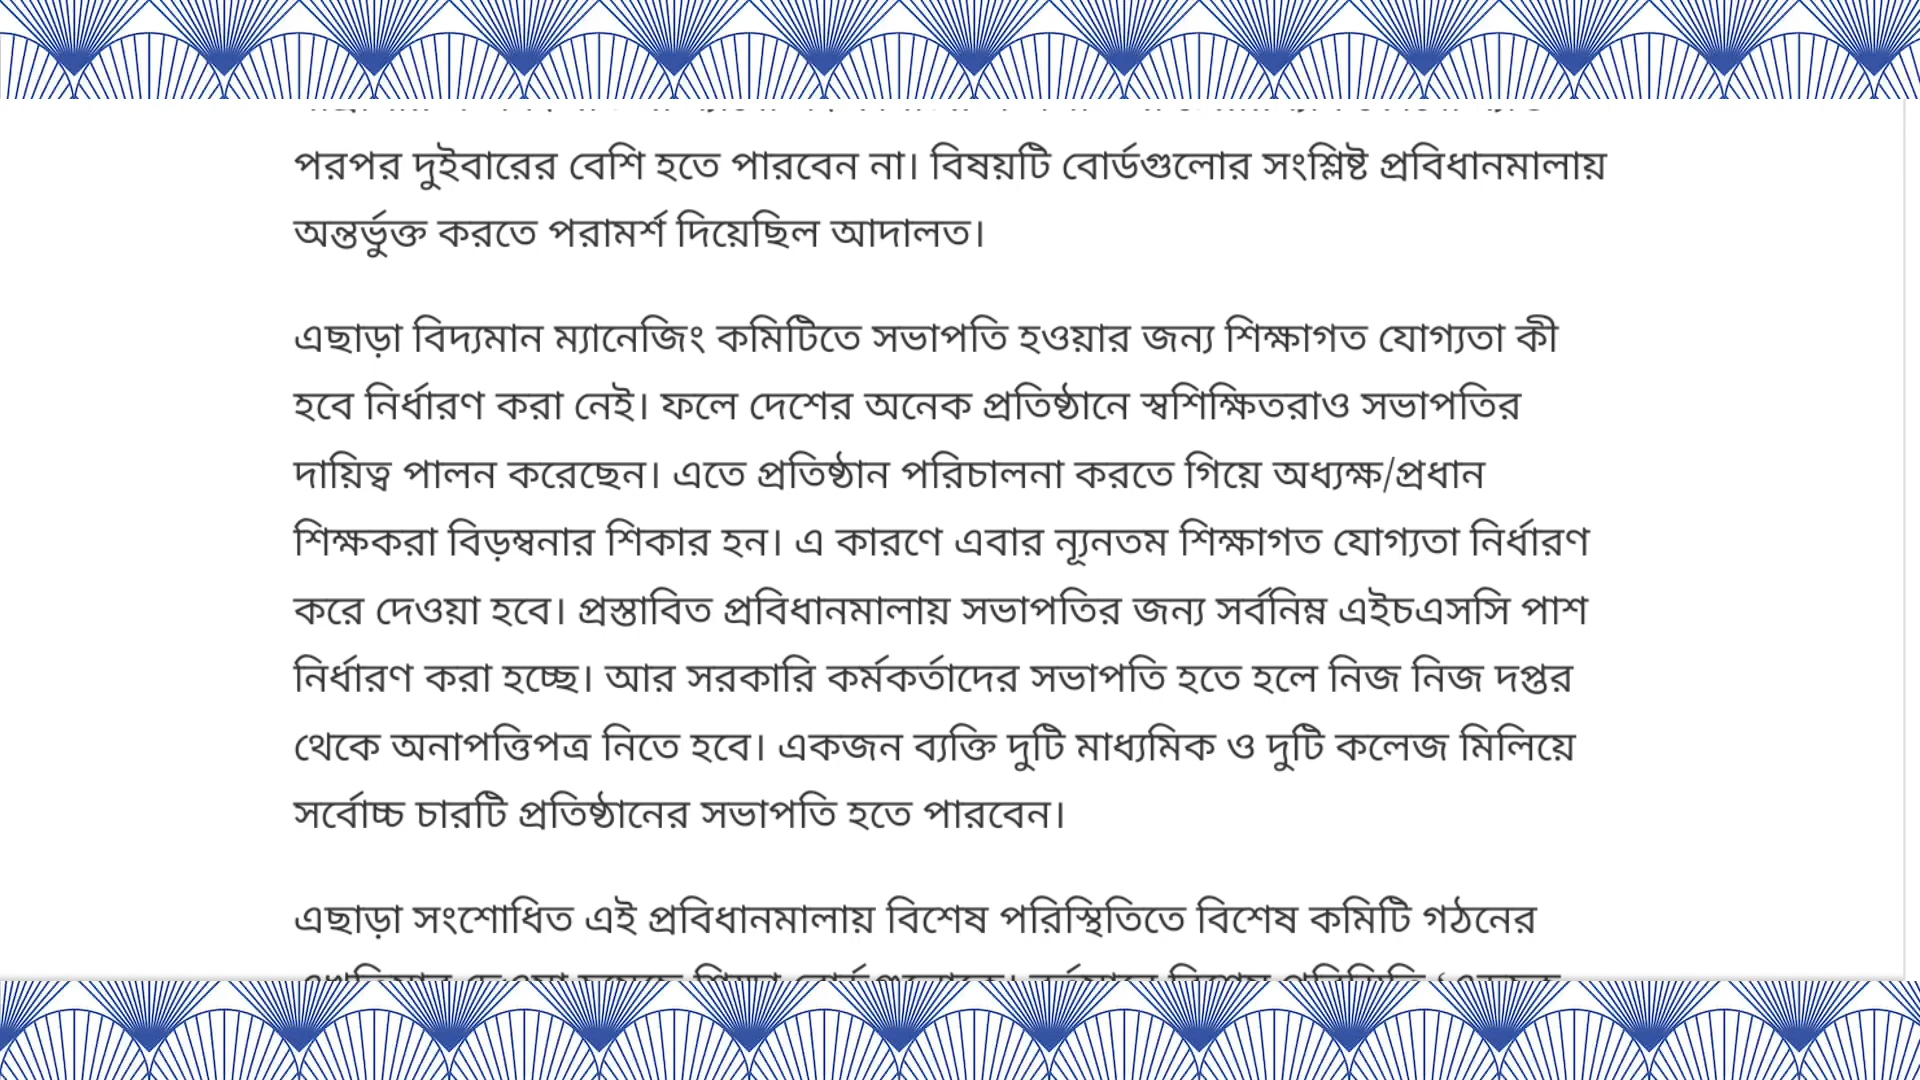 পরপর দুইবারের বেশি হতে পারবেন না। বিষয়টি বোর্ডগুলোর সংশ্লিষ্ট প্রবিধানমালায়
অন্তর্ভুক্ত করতে পরামর্শ দিয়েছিল আদালত।
এছাড়া বিদ্যমান ম্যানেজিং কমিটিতে সভাপতি হওয়ার জন্য শিক্ষাগত যোগ্যতা কী
হবে নির্ধারণ করা নেই। ফলে দেশের অনেক প্রতিষ্ঠানে স্বশিক্ষিতরাও সভাপতির
দায়িত্ব পালন করেছেন। এতে প্রতিষ্ঠান পরিচালনা করতে গিয়ে অধ্যক্ষ/প্রধান
শিক্ষকরা বিড়ম্বনার শিকার হন। এ কারণে এবার ন্যূনতম শিক্ষাগত যোগ্যতা নির্ধারণ
করে দেওয়া হবে। প্রস্তাবিত প্রবিধানমালায় সভাপতির জন্য সর্বনিম্ন এইচএসসি পাশ
নির্ধারণ করা হচ্ছে। আর সরকারি কর্মকর্তাদের সভাপতি হতে হলে নিজ নিজ দপ্তর
থেকে অনাপত্তিপত্র নিতে হবে। একজন ব্যক্তি দুটি মাধ্যমিক ও দুটি কলেজ মিলিয়ে
সর্বোচ্চ চারটি প্রতিষ্ঠানের সভাপতি হতে পারবেন।
এছাড়া সংশোধিত এই প্রবিধানমালায় বিশেষ পরিস্থিতিতে বিশেষ কমিটি গঠনের